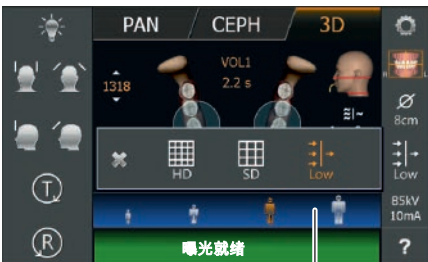 PAN CEPH 3D
VOL1
1318 2.2 s
R L
8cm
HD SD Low
Low
T
85kV
10mA
R
曝光就绪
?